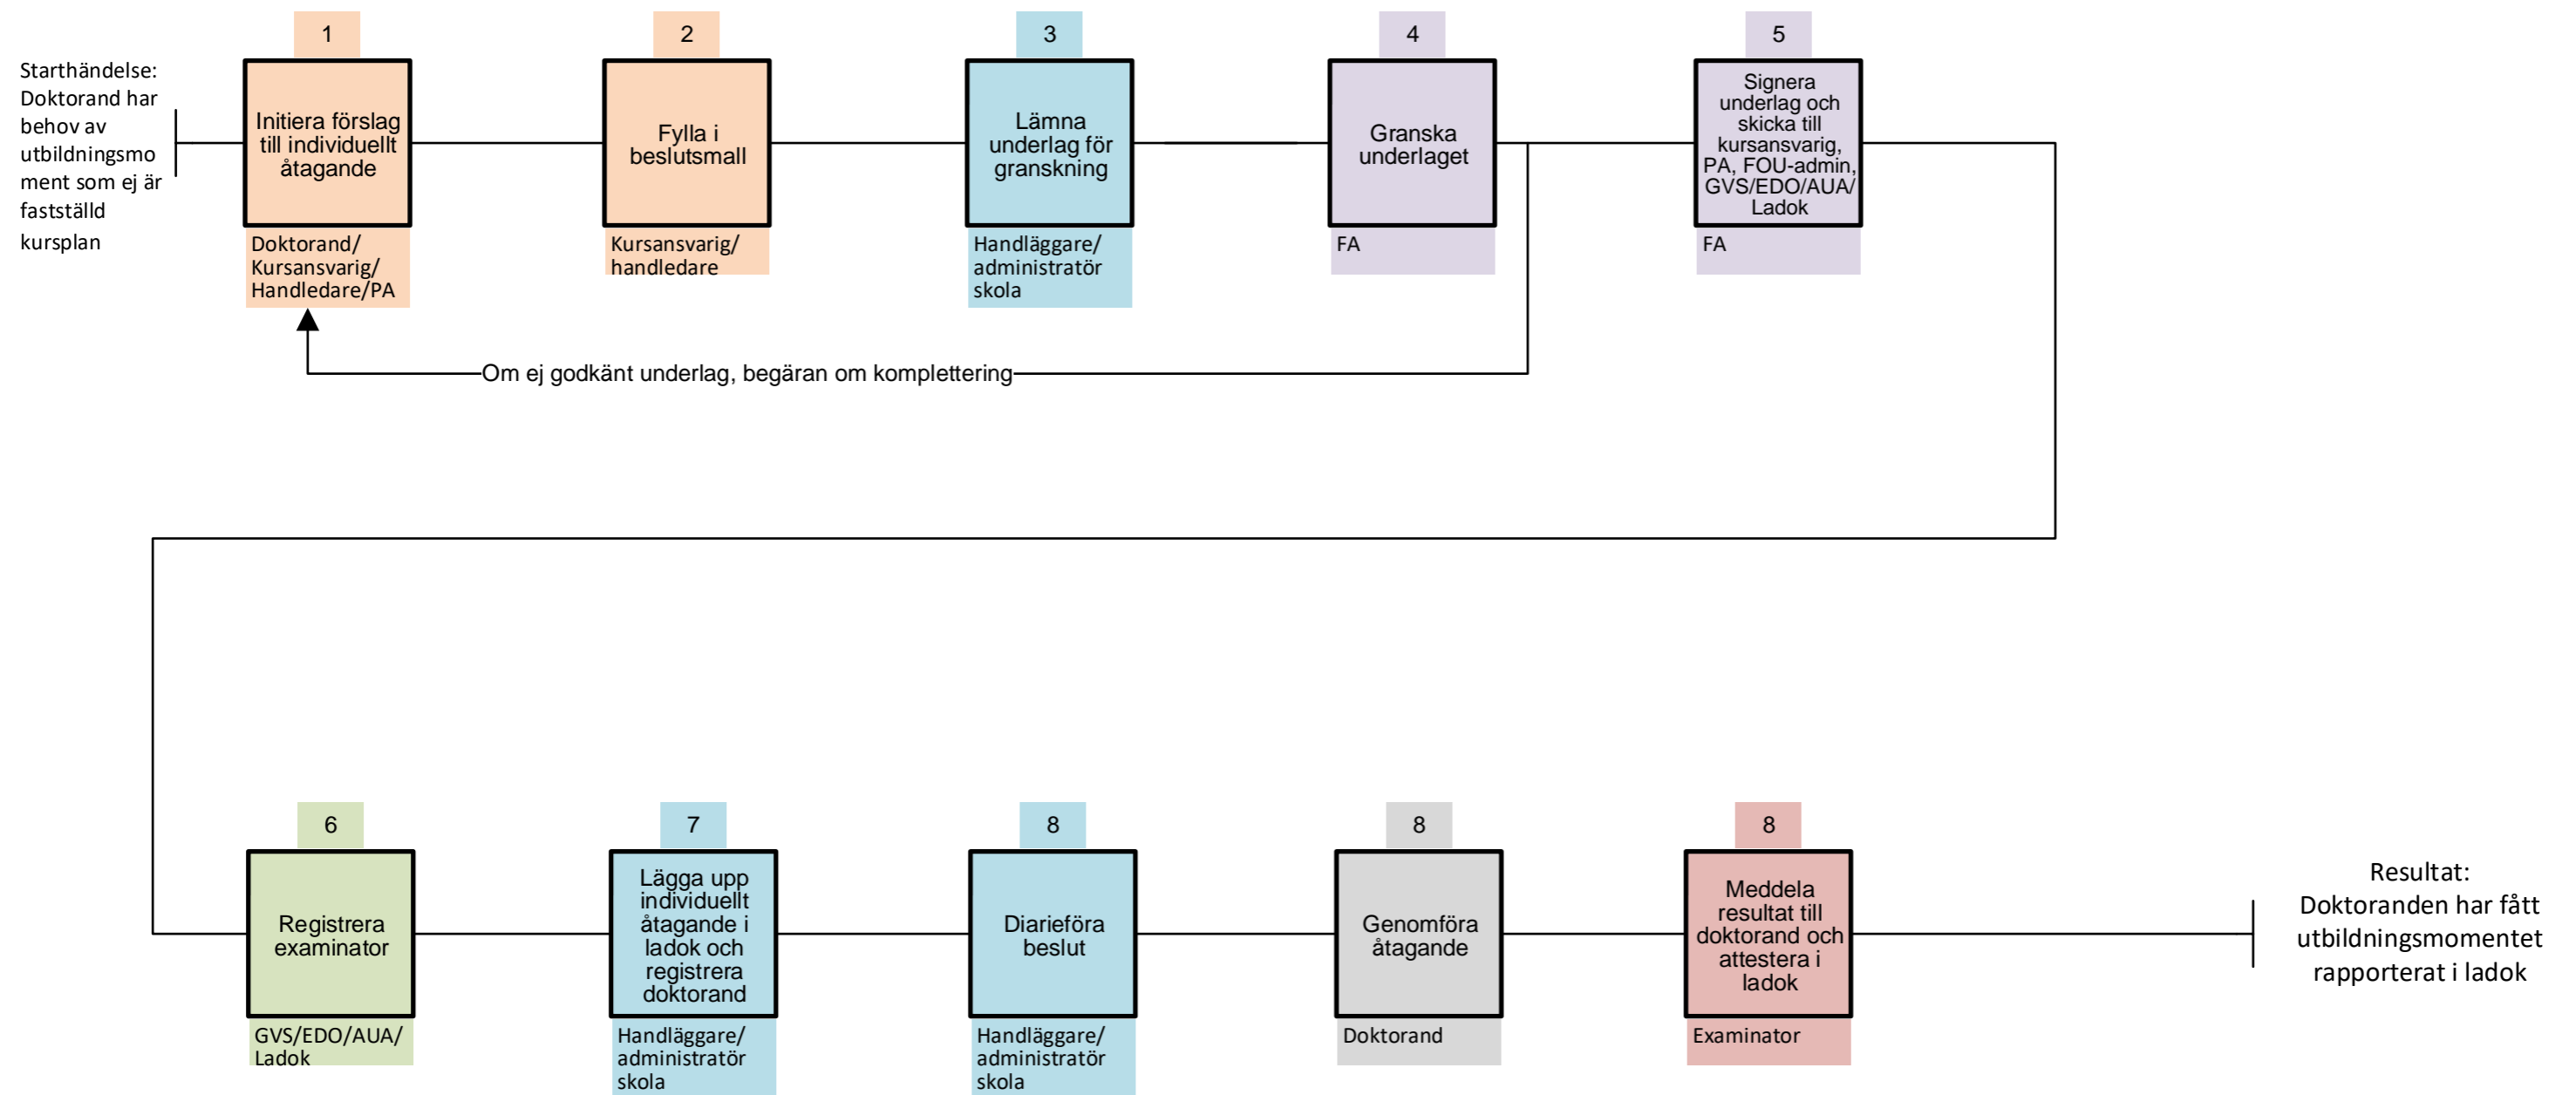 1
2
3
4
5
Starthändelse:
Doktorand har
behov av
utbildningsmo
ment som ej är
fastställd
kursplan
Initiera förslag
till individuellt
åtagande
Doktorand/
Kursansvarig/
Handledare/PA
Fylla i
beslutsmall
Kursansvarig/
handledare
Lämna
underlag för
granskning
Handläggare/
administratör
skola
Granska
underlaget
FA
Signera
underlag och
skicka till
kursansvarig,
PA, FOU-admin,
GVS/EDO/AUA/
Ladok
FA
Om ej godkänt underlag, begäran om komplettering
6
7
8
8
8
Registrera
examinator
GVS/EDO/AUA/
Ladok
Lägga upp
individuellt
åtagande i
ladok och
registrera
doktorand
Handläggare/
administratör
skola
Diarieföra
beslut
Handläggare/
administratör
skola
Genomföra
åtagande
Doktorand
Meddela
resultat till
doktorand och
attestera i
ladok
Examinator
Resultat:
Doktoranden har fått
utbildningsmomentet
rapporterat i ladok